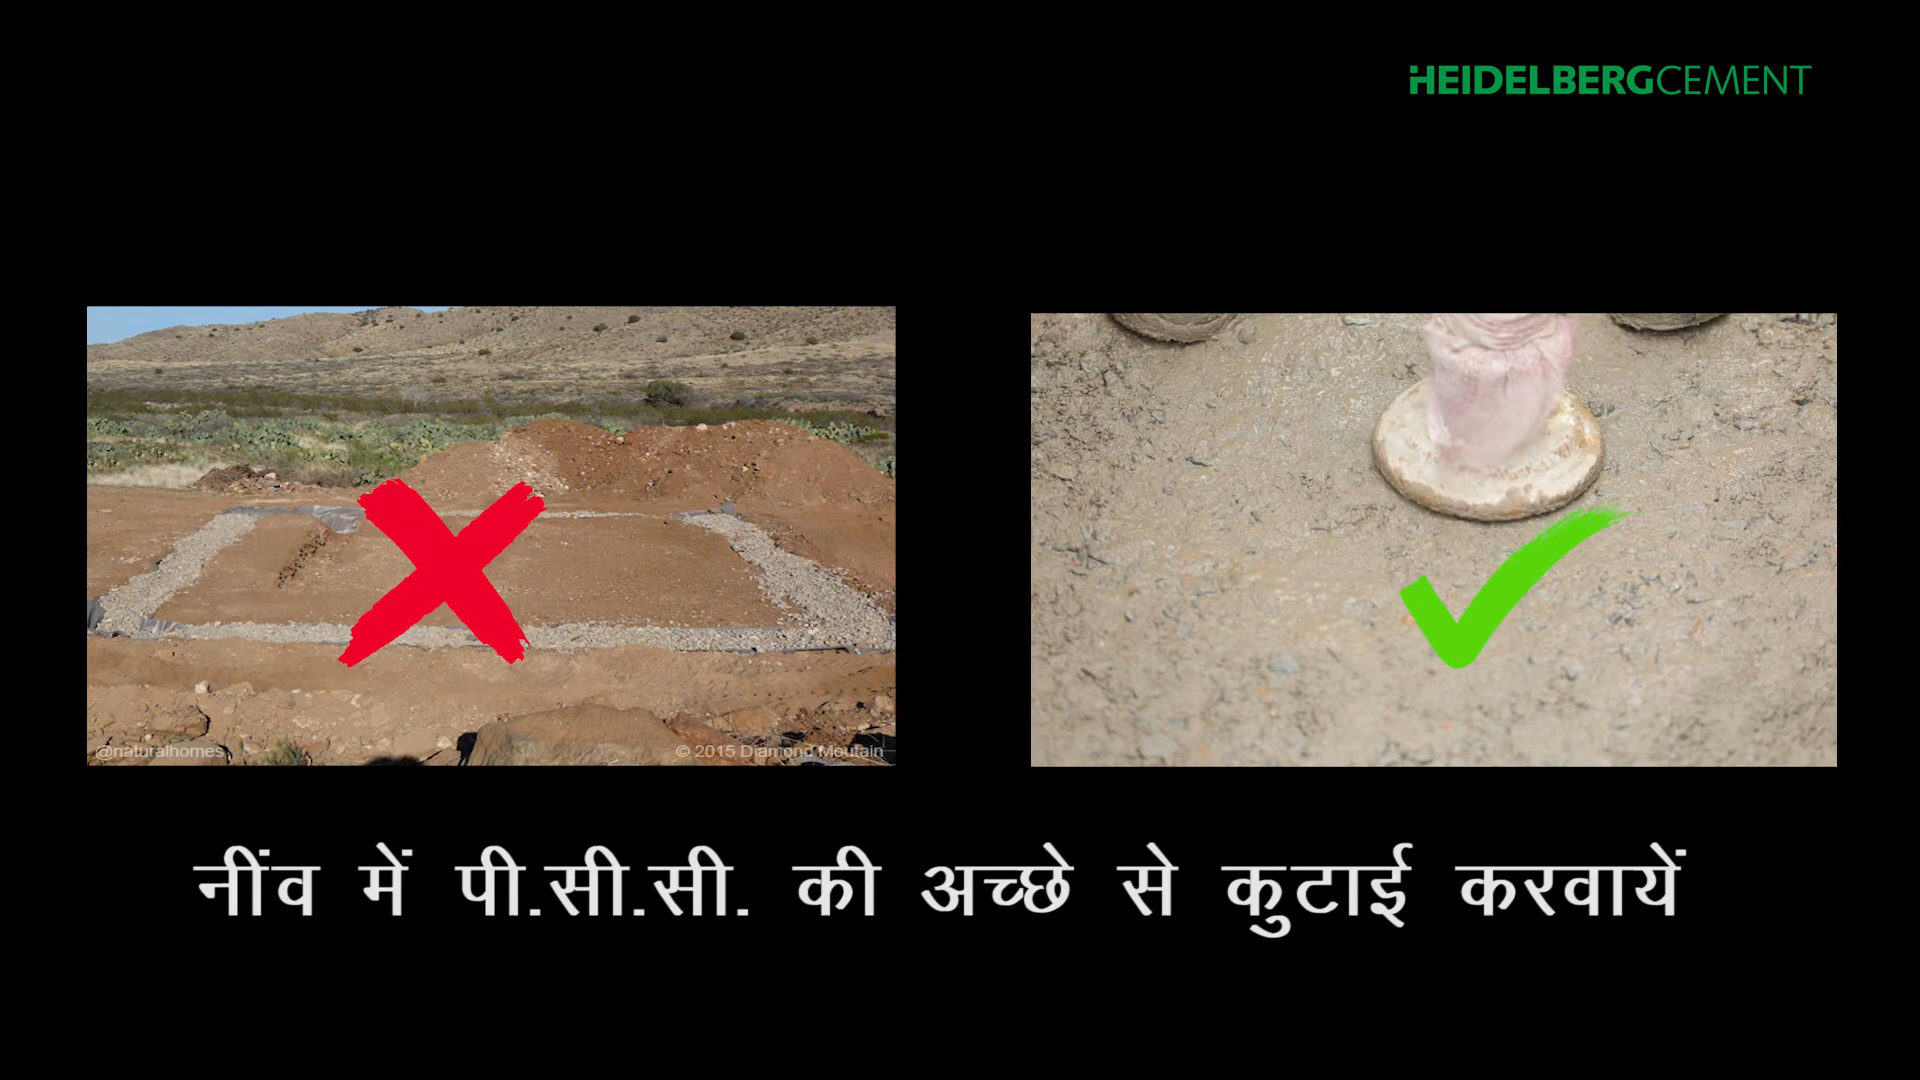 HEIDELBERGCEMENT
@naturalhomes
© 2015 Diamond Moutain
नींव में पी.सी.सी. की अच्छे से कुटाई करवायें